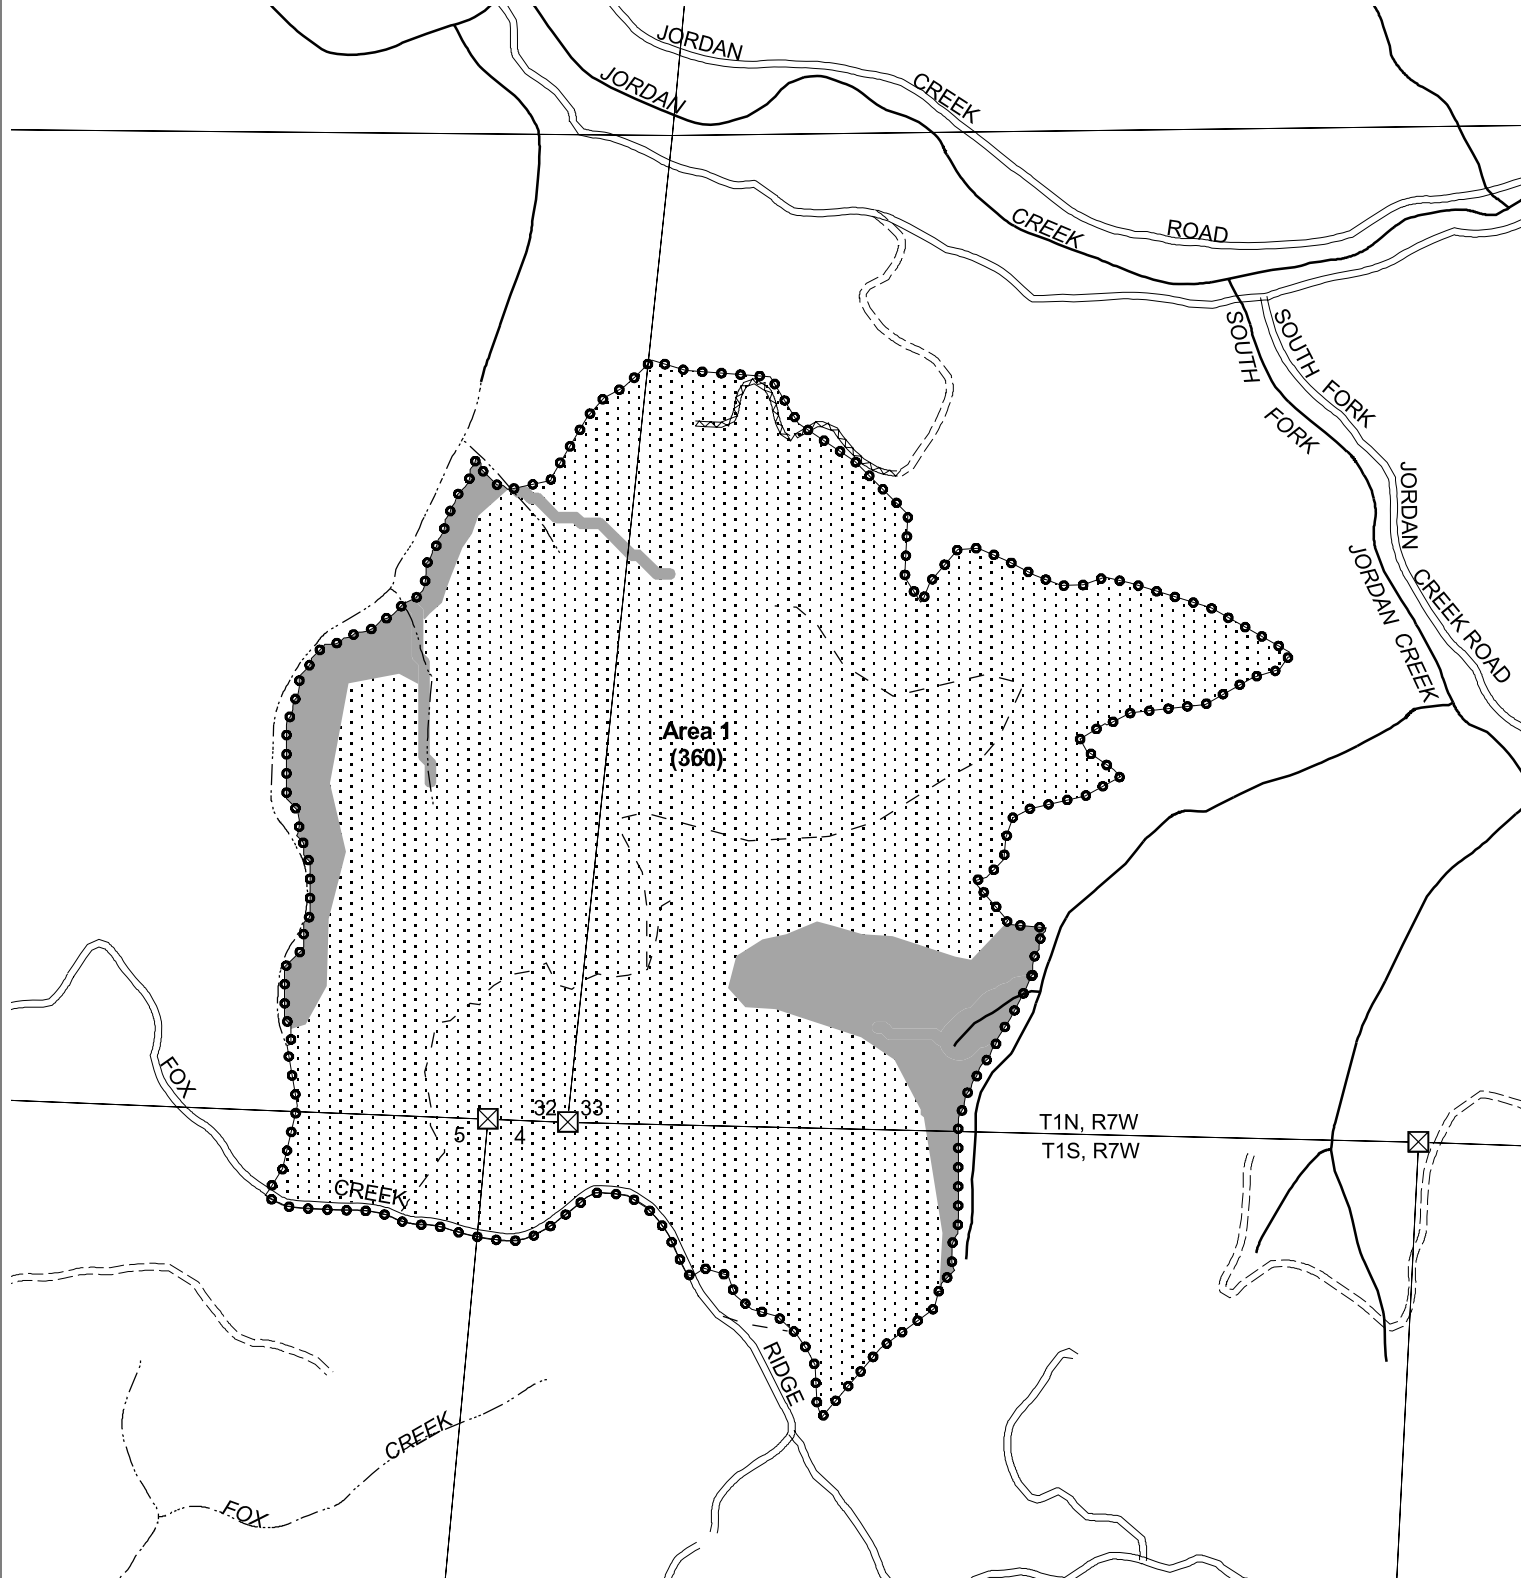 JORDAN
CREEK
ROAD
JORDAN
CREEK
SOUTH
FORK
JORDAN
CREEK
SOUTH
FORK
JORDAN
CREEK ROAD
Area 1
(360)
FOX
CREEK
RIDGE
32 33
5 4
T1N, R7W
T1S, R7W
FOX
CREEK